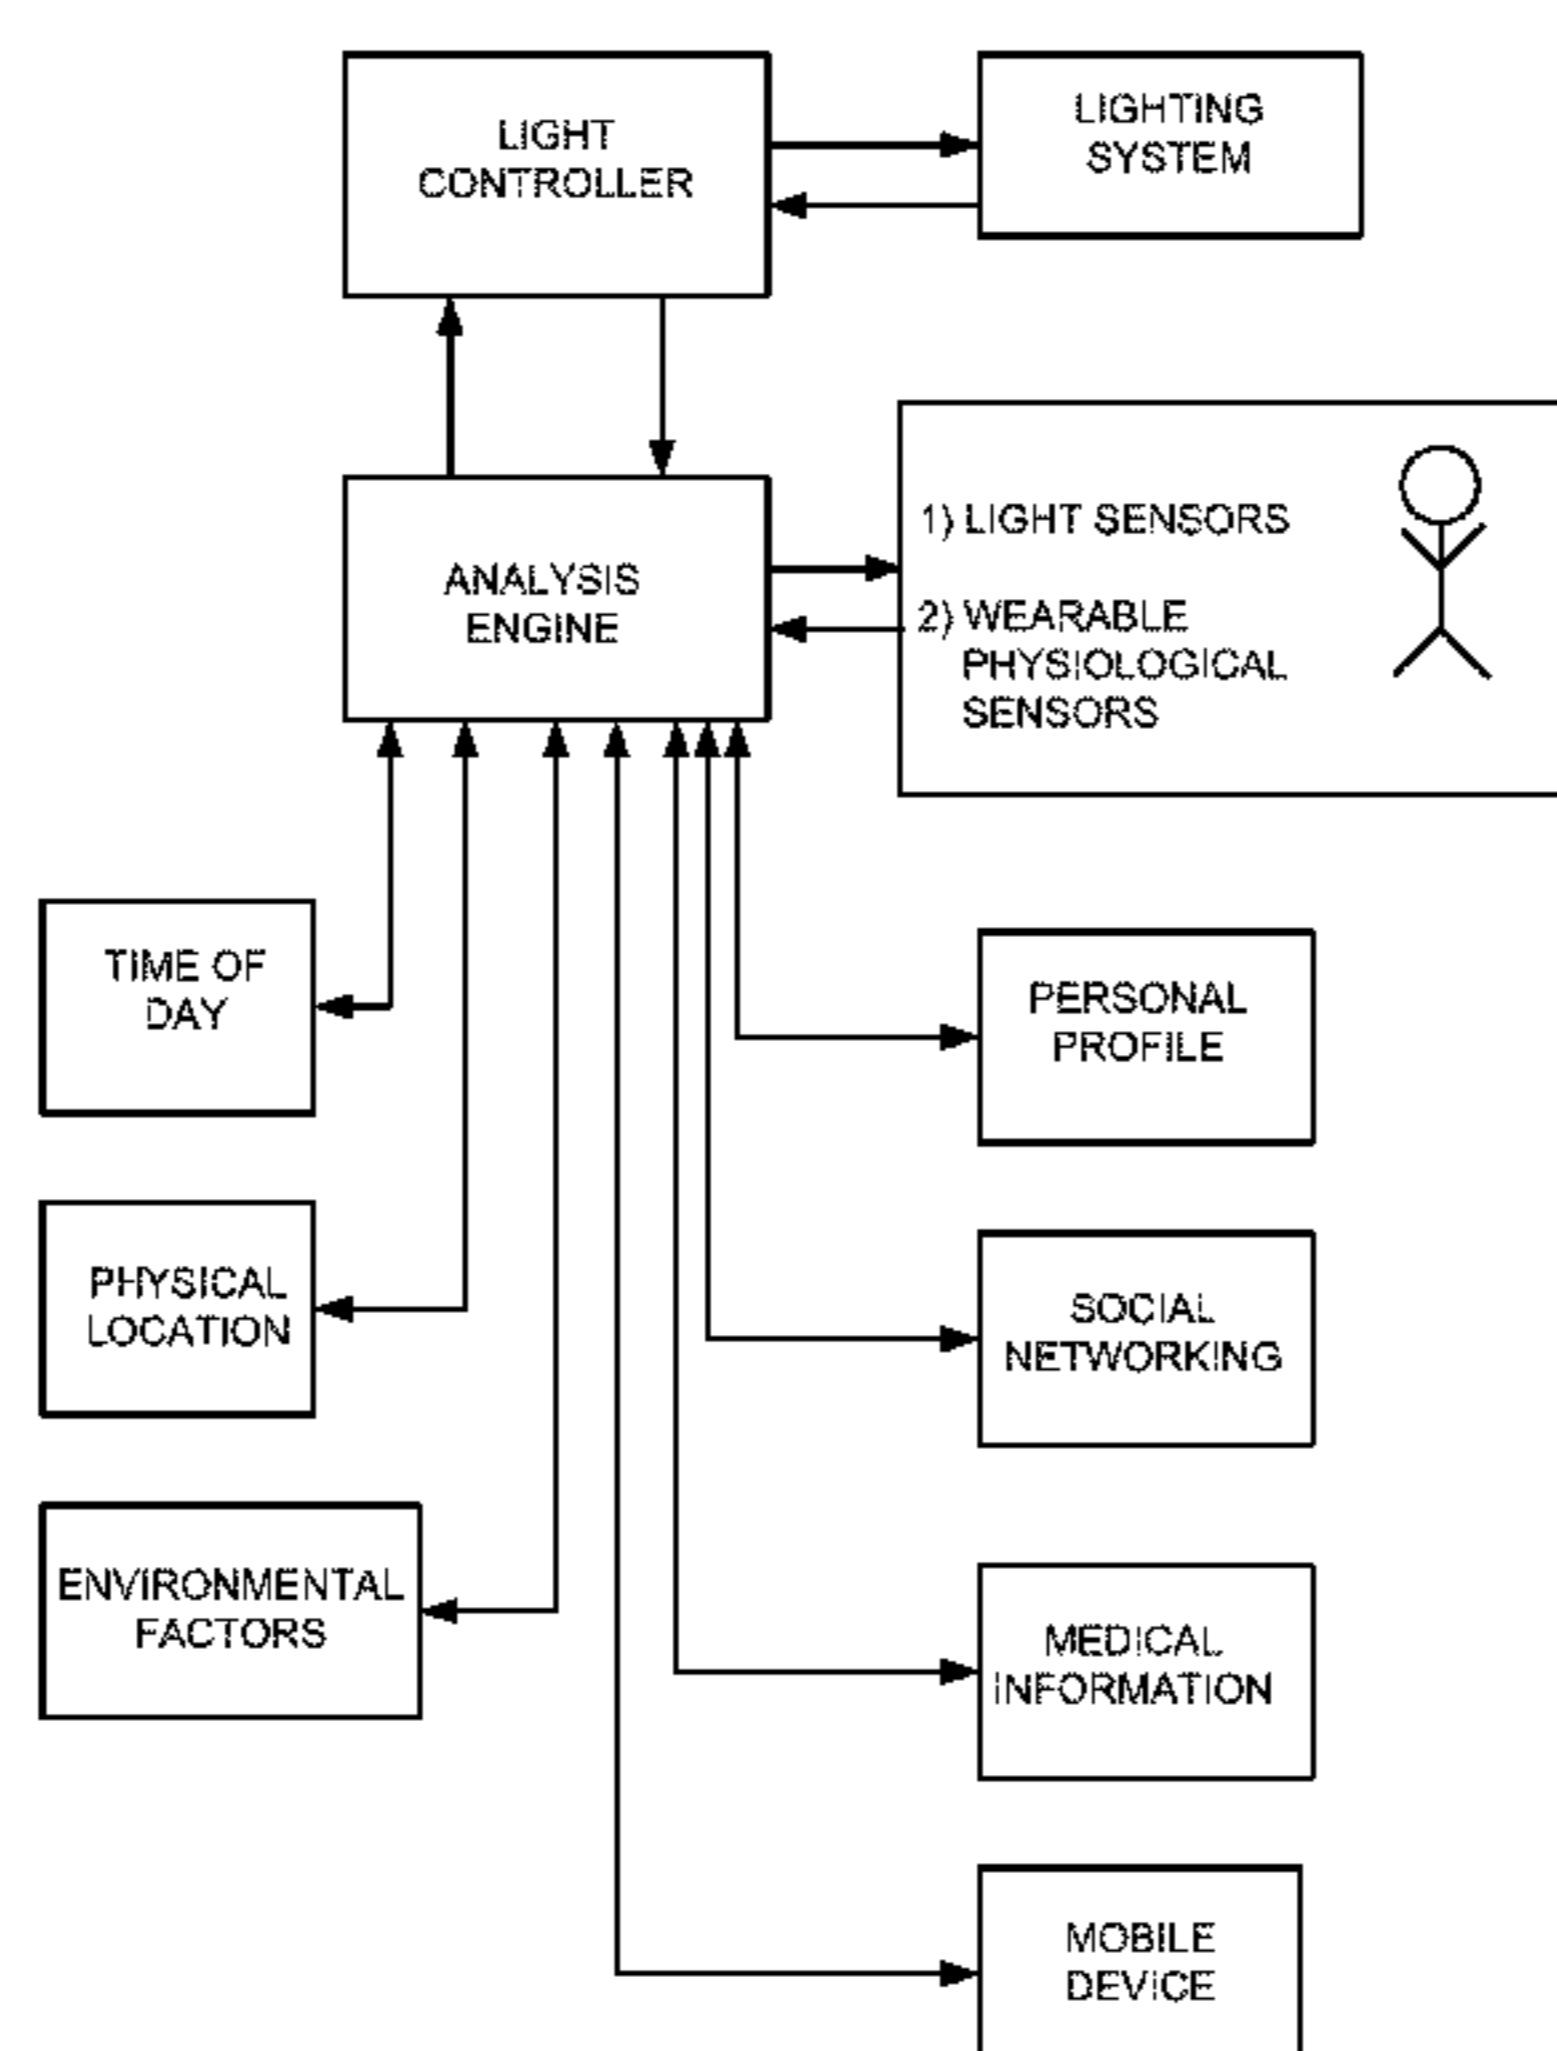 LIGHT
CONTROLLER
LIGHTING
SYSTEM
ANALYSIS
ENGINE
1) LIGHT SENSORS
2) WEARABLE
PHYSIOLOGICAL
SENSORS
TIME OF
DAY
PERSONAL
PROFILE
PHYSICAL
LOCATION
SOCIAL
NETWORKING
ENVIRONMENTAL
FACTORS
MEDICAL
INFORMATION
MOBILE
DEVICE